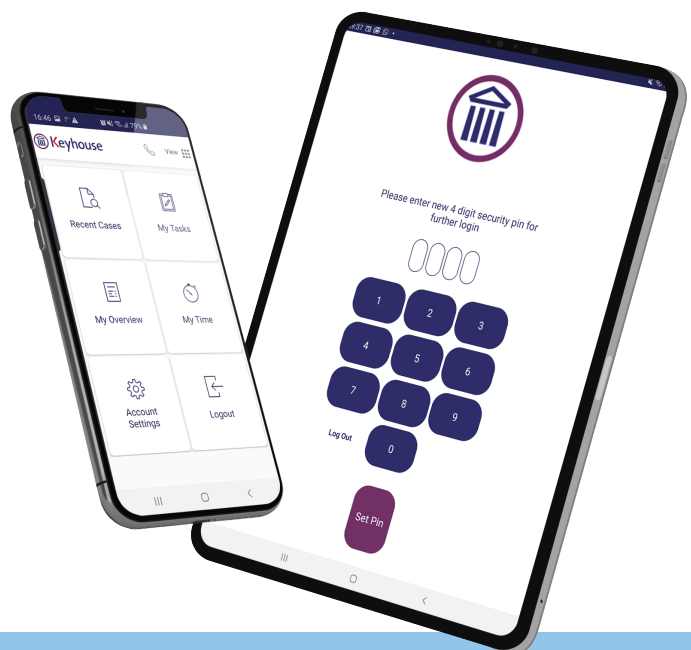 16:46 7° 79%
Keyhouse
View
Recent Cases
My Tasks
My Overview
My Time
Account
Settings
Logout
Please enter new 4 digit security pin for
further login
1
2
3
4
5
6
7
8
9
Log Out
0
Set Pin